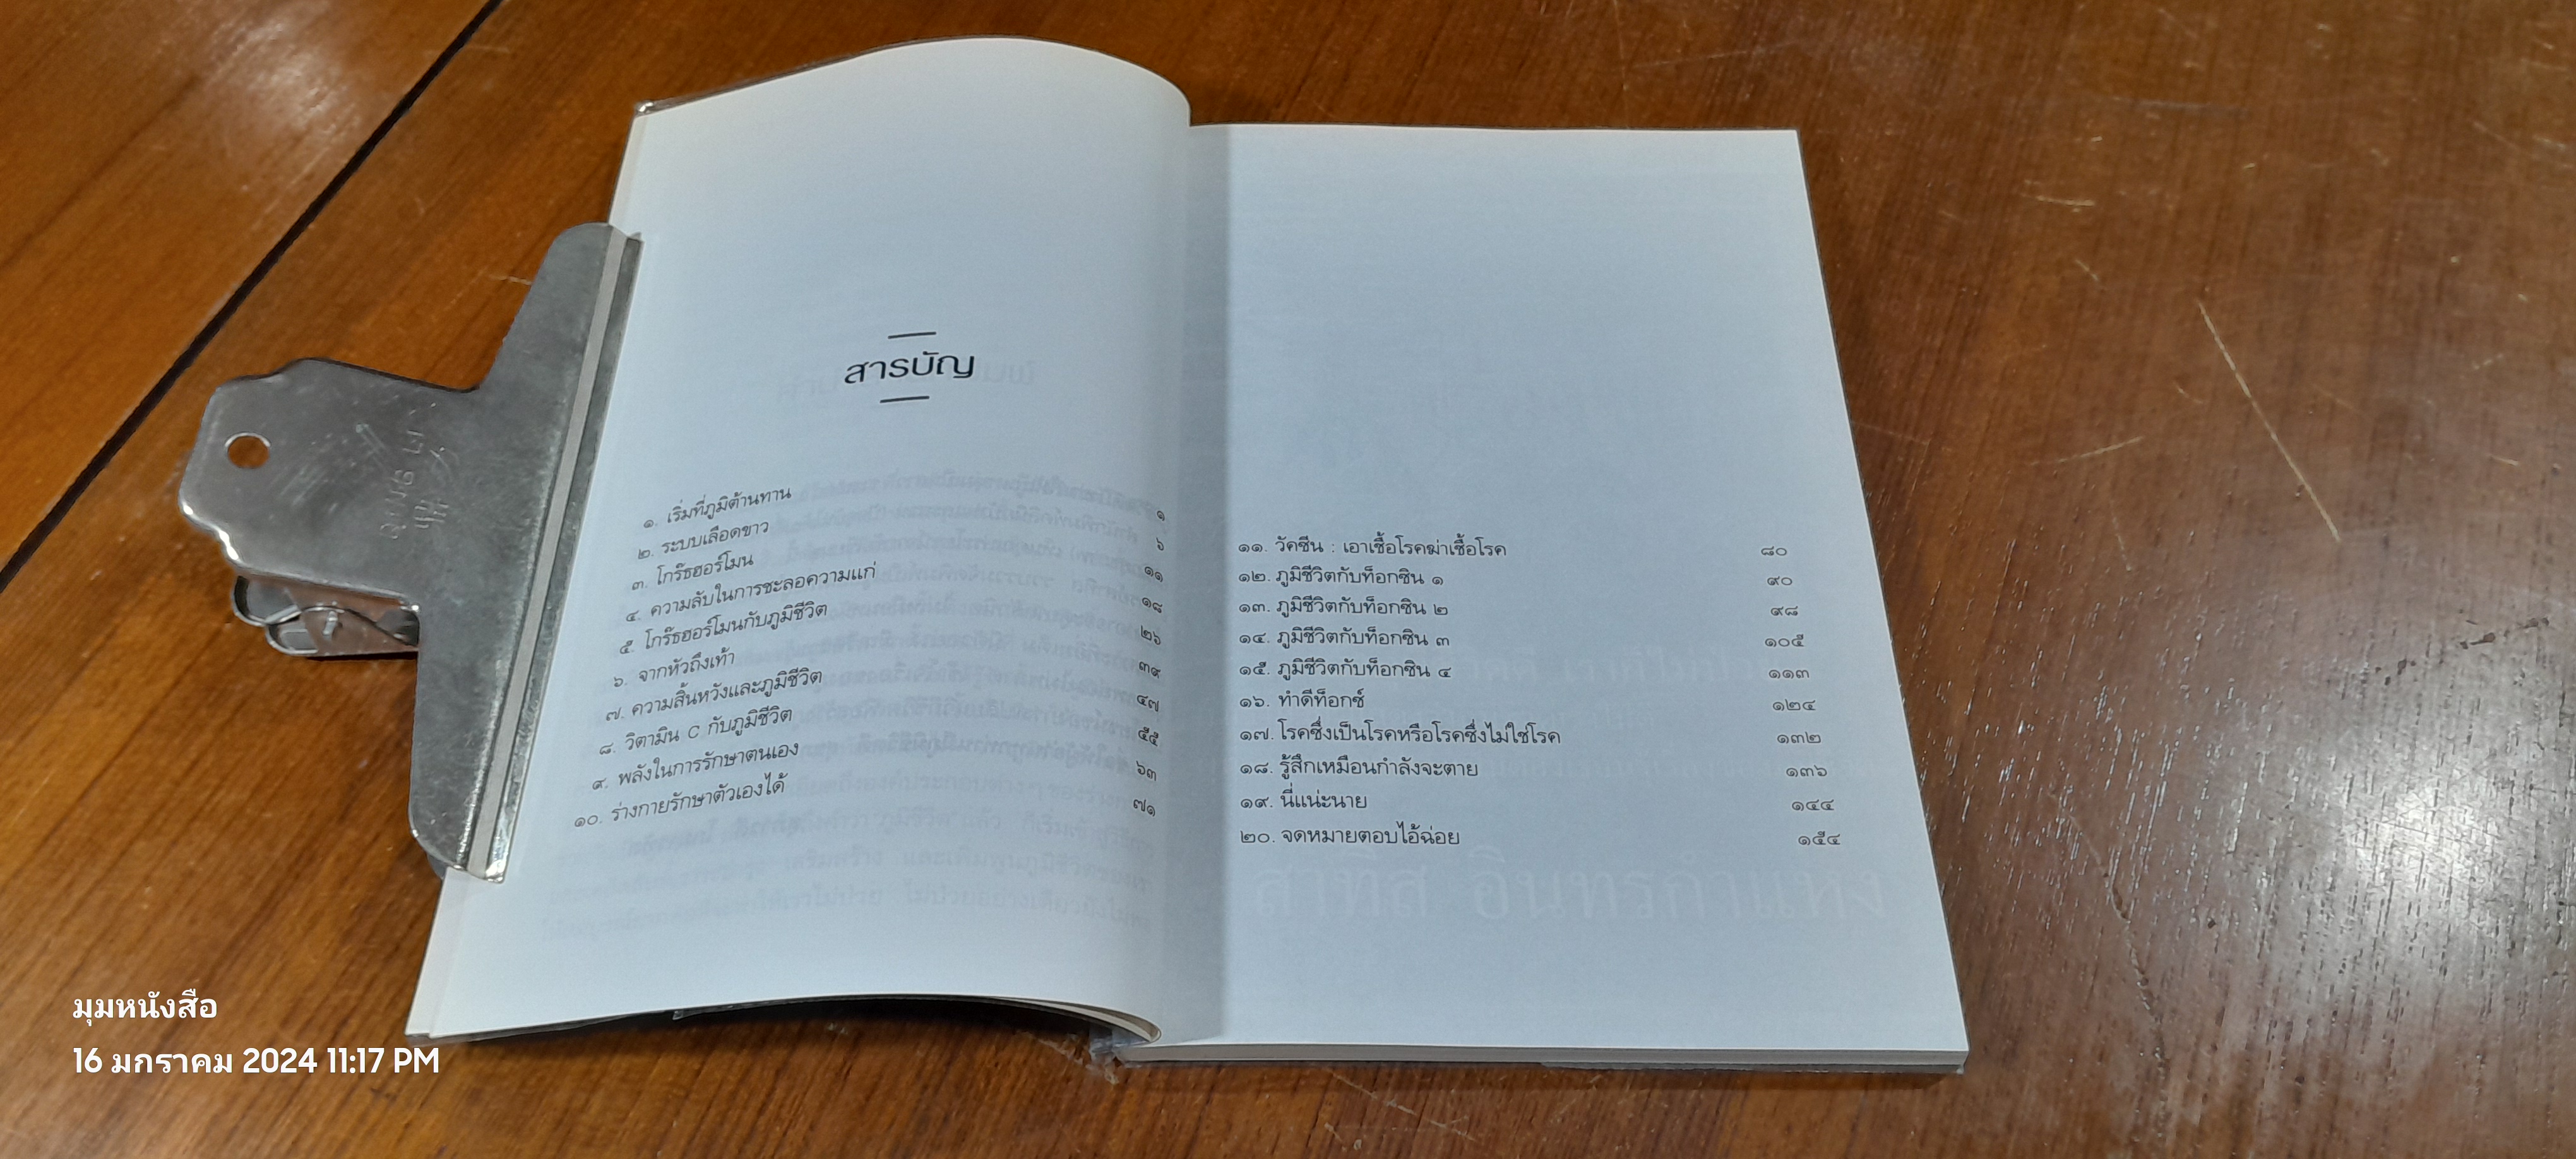 สารบัญ
๑. เริ่มที่ภูมิต้านทาน ๑
๒. ระบบเลือดขาว ๖
๓. โกร๊ธฮอร์โมน ๑๑
๔. ความลับในการชะลอความแก่ ๑๘
๕. โกร๊ธฮอร์โมนกับภูมิชีวิต ๒๖
๖. จากหัวถึงเท้า ๓๙
๗. ความสิ้นหวังและภูมิชีวิต ๔๗
๘. วิตามิน C กับภูมิชีวิต ๕๕
๙. พลังในการรักษาตนเอง ๖๓
๑๐. ร่างกายรักษาตัวเองได้ ๗๑
๑๑. วัคซีน : เอาเชื้อโรคฆ่าเชื้อโรค ๘๐
๑๒. ภูมิชีวิตกับท็อกซิน ๑ ๙๐
๑๓. ภูมิชีวิตกับท็อกซิน ๒ ๙๘
๑๔. ภูมิชีวิตกับท็อกซิน ๓ ๑๐๕
๑๕. ภูมิชีวิตกับท็อกซิน ๔ ๑๑๓
๑๖. ทำดีท็อกซ์ ๑๒๔
๑๗. โรคซึ่งเป็นโรคหรือโรคซึ่งไม่ใช่โรค ๑๓๒
๑๘. รู้สึกเหมือนกำลังจะตาย ๑๓๖
๑๙. นี่แน่ะนาย ๑๔๔
๒๐. จดหมายตอบไอ้ฉ่อย ๑๕๔
สาทิส อินทรกำแหง
มุมหนังสือ
16 มกราคม 2024 11:17 PM